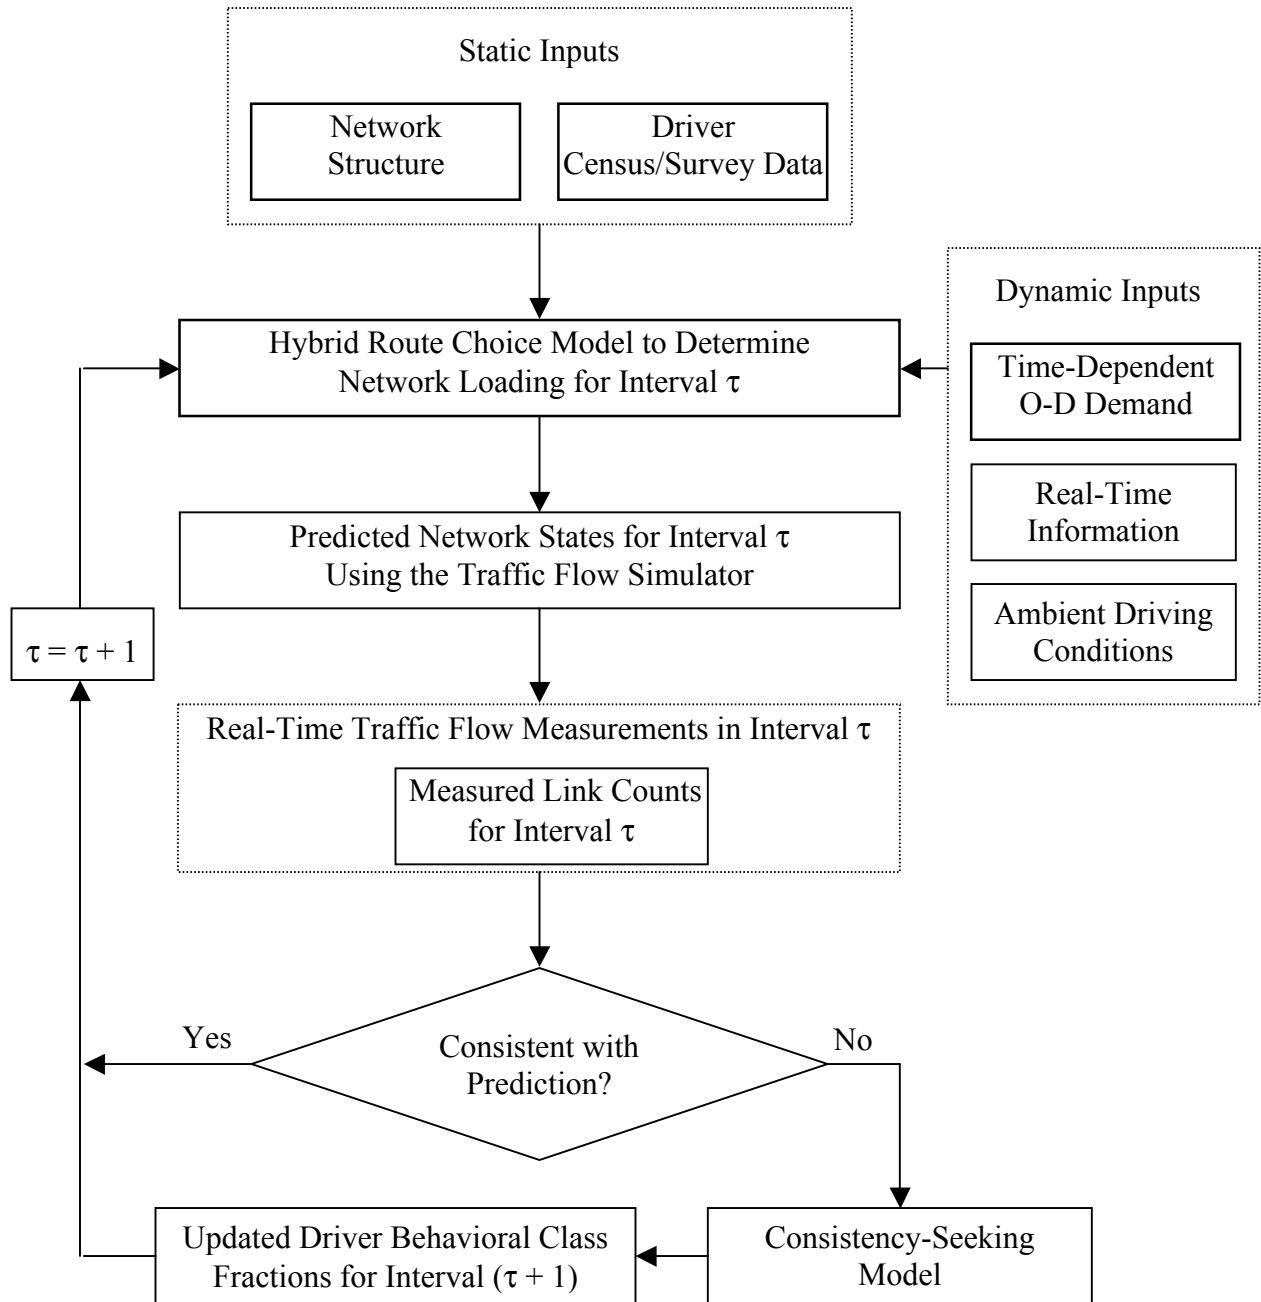 Static Inputs
Network
Structure
Driver
Census/Survey Data
Dynamic Inputs
Time-Dependent
O-D Demand
Real-Time
Information
Ambient Driving
Conditions
Hybrid Route Choice Model to Determine
Network Loading for Interval τ
Predicted Network States for Interval τ
Using the Traffic Flow Simulator
τ = τ + 1
Real-Time Traffic Flow Measurements in Interval τ
Measured Link Counts
for Interval τ
Yes
No
Consistent with
Prediction?
Updated Driver Behavioral Class
Fractions for Interval (τ + 1)
Consistency-Seeking
Model